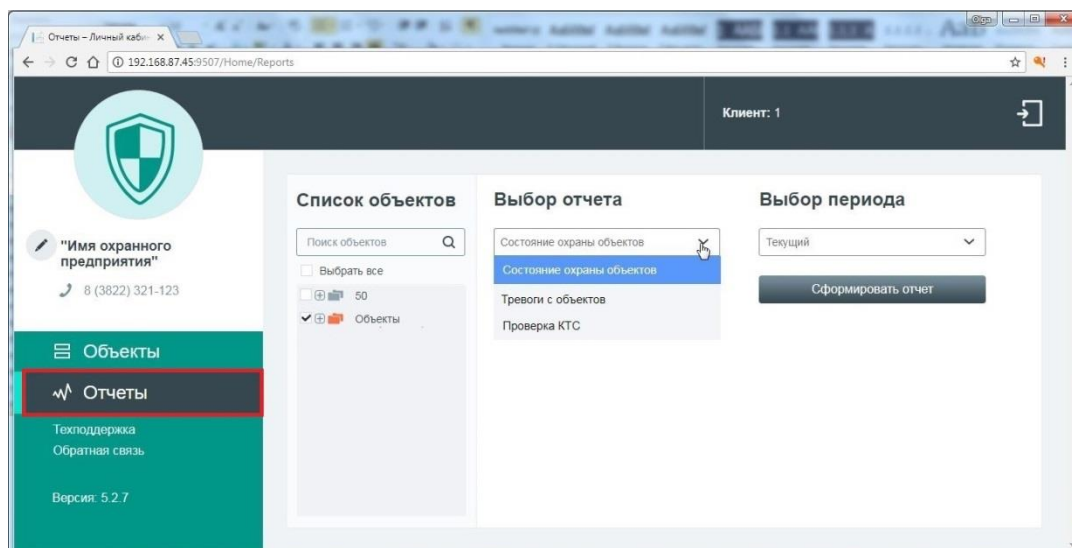 Отчеты – Личный каби
192.168.87.45:9507/Home/Reports
Клиент: 1
"Имя охранного
предприятия"
8 (3822) 321-123
Объекты
Отчеты
Техподдержка
Обратная связь
Версия: 5.2.7
Список объектов
Поиск объектов
Выбрать все
50
Объекты
Выбор отчета
Состояние охраны объектов
Состояние охраны объектов
Тревоги с объектов
Проверка КТС
Выбор периода
Текущий
Сформировать отчет